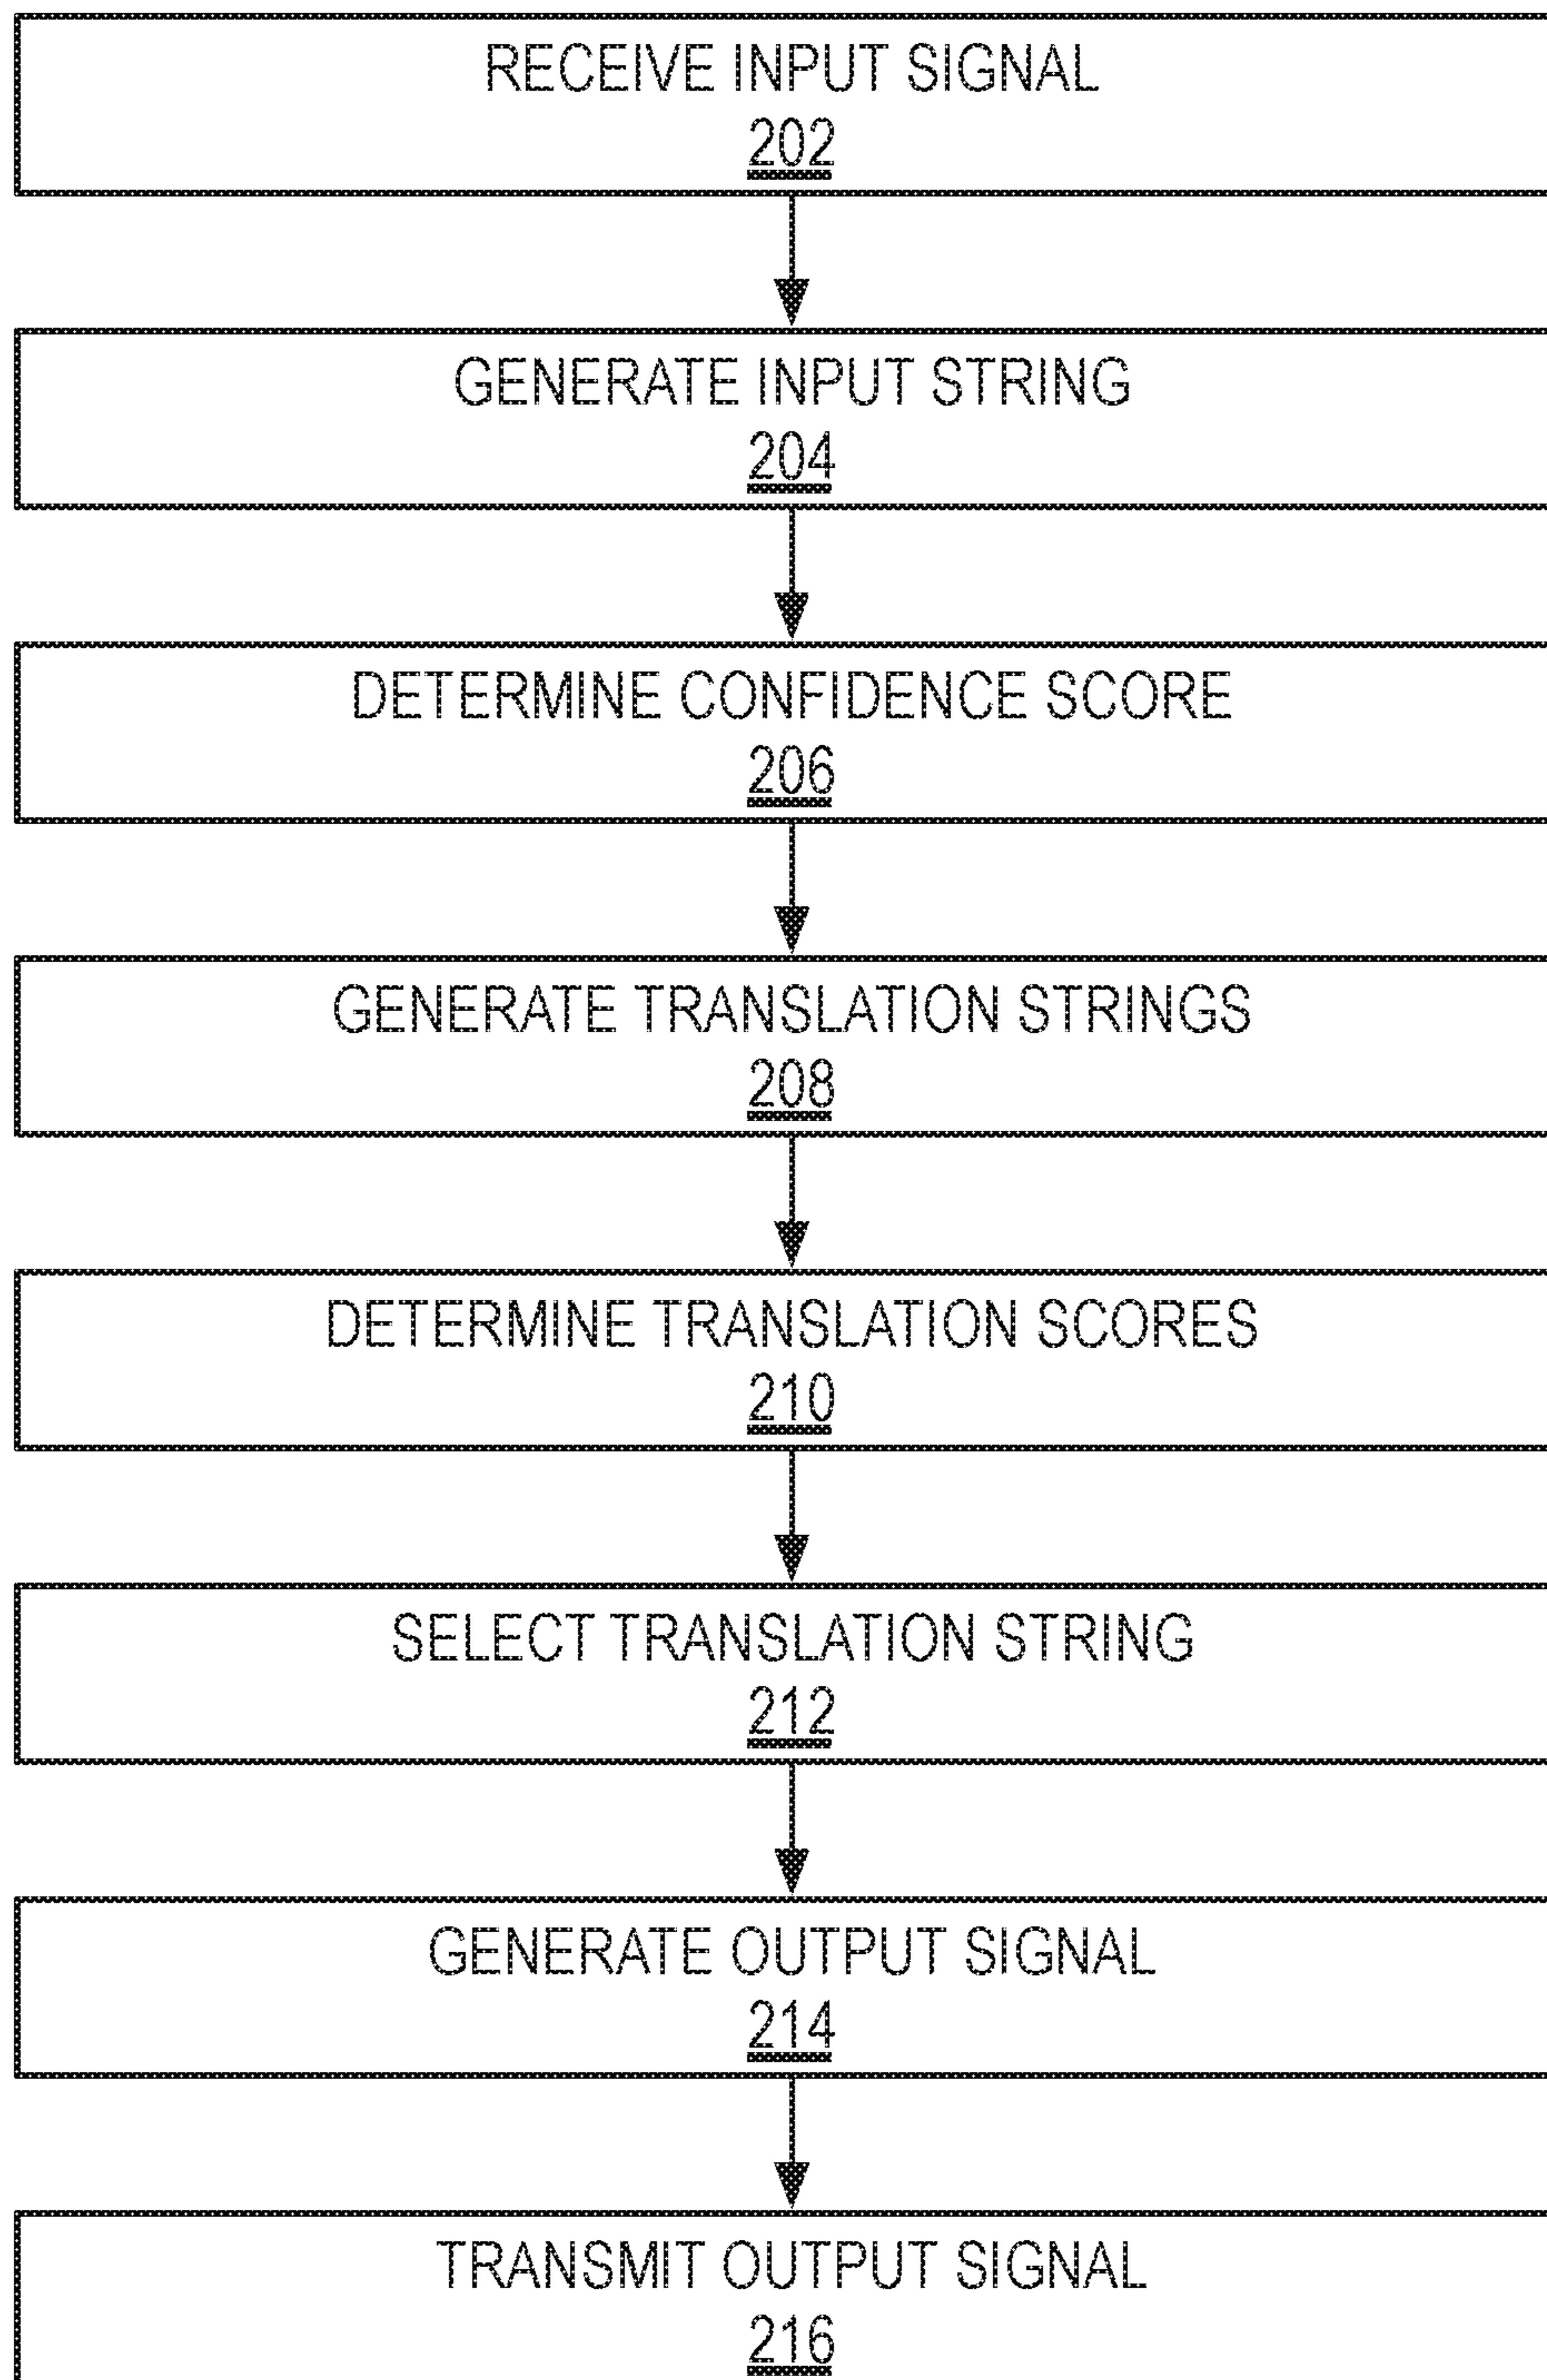 RECEIVE INPUT SIGNAL
202
GENERATE INPUT STRING
204
DETERMINE CONFIDENCE SCORE
206
GENERATE TRANSLATION STRINGS
208
DETERMINE TRANSLATION SCORES
210
SELECT TRANSLATION STRING
212
GENERATE OUTPUT SIGNAL
214
TRANSMIT OUTPUT SIGNAL
216